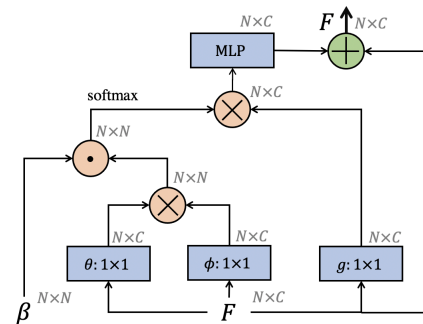 F N×C
N×C
MLP
N×C
softmax
N×N
N×N
N×C N×C N×C
θ: 1×1 ϕ: 1×1 g: 1×1
β N×N F N×C